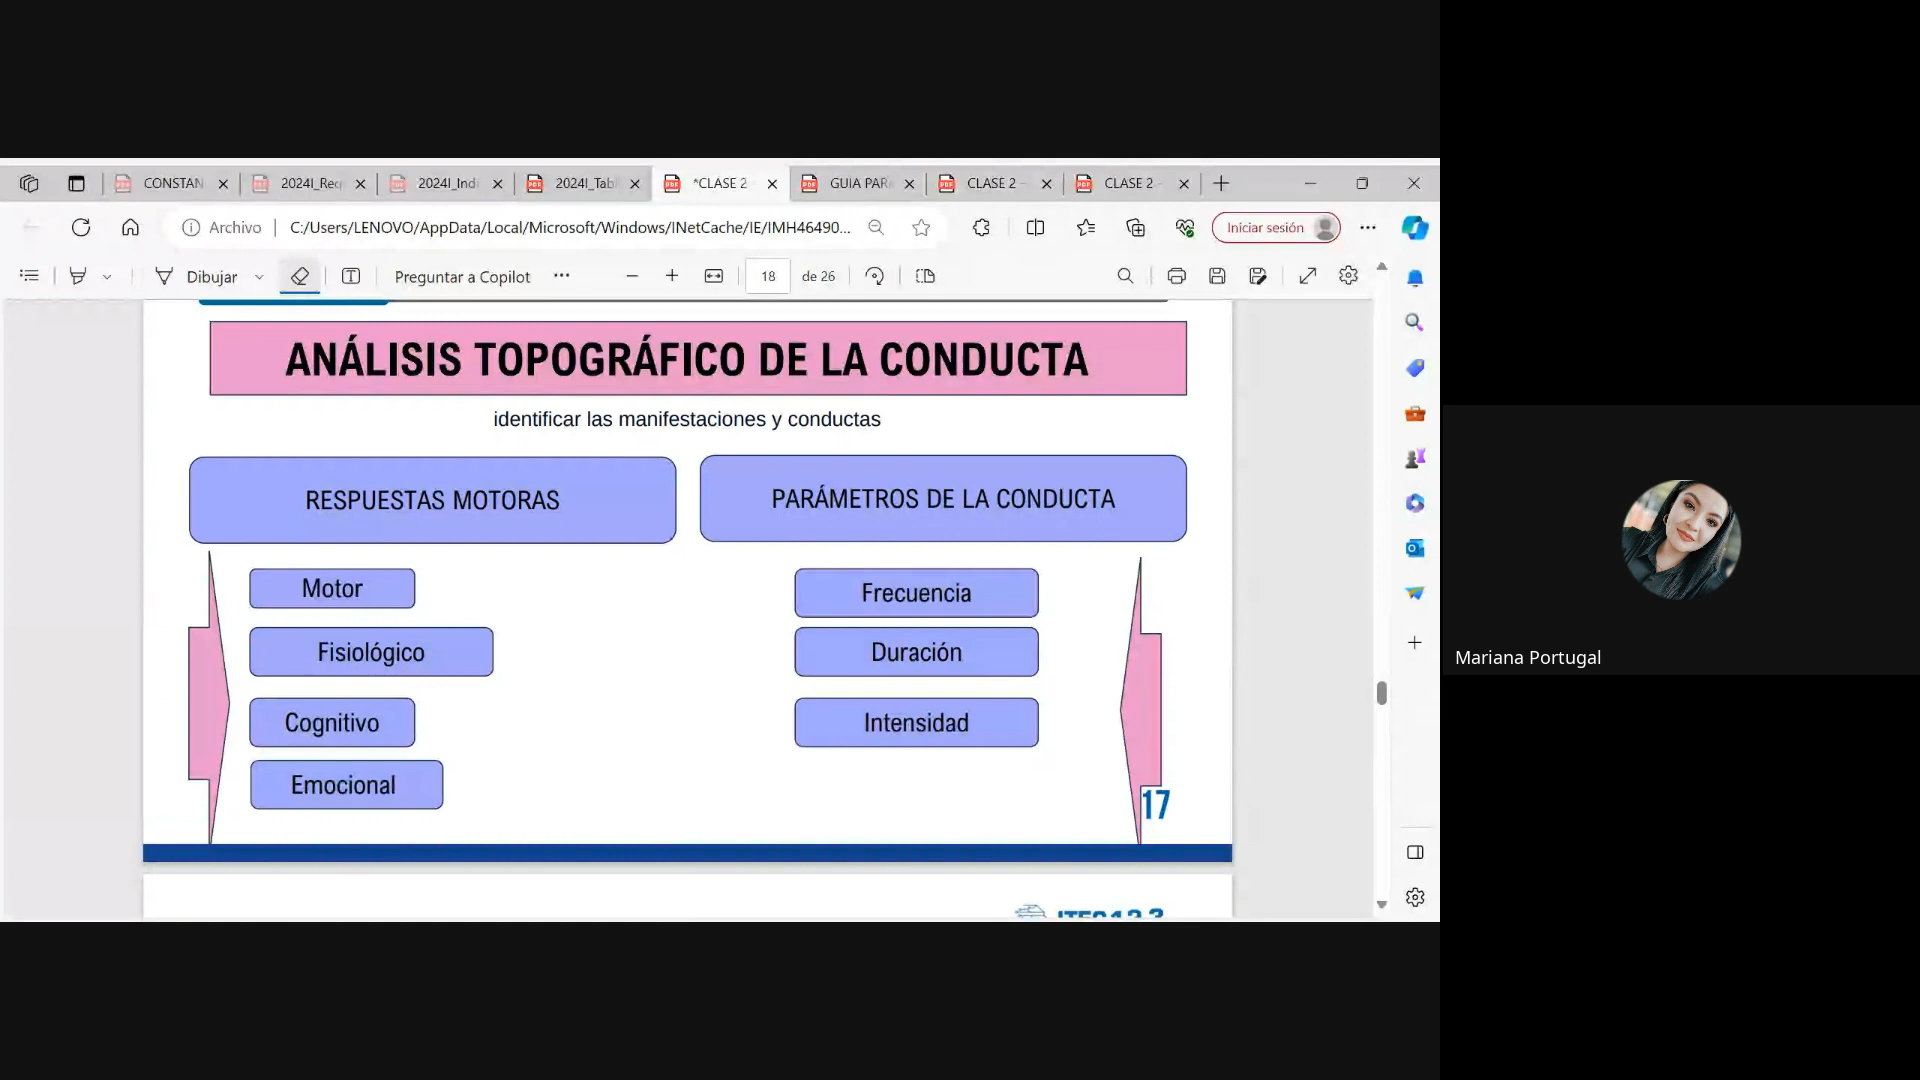 CONSTAN
2024I_Req
2024I_Indi
2024I_Tabl
*CLASE 2
GUIA PAR
CLASE 2 -
CLASE 2 -
Archivo
C:/Users/LENOVO/AppData/Local/Microsoft/Windows/INetCache/IE/IMH46490...
Iniciar sesión
Dibujar
Preguntar a Copilot
18
de 26
ANÁLISIS TOPOGRÁFICO DE LA CONDUCTA
identificar las manifestaciones y conductas
RESPUESTAS MOTORAS
PARÁMETROS DE LA CONDUCTA
Motor
Frecuencia
Fisiológico
Duración
Cognitivo
Intensidad
Emocional
17
Mariana Portugal